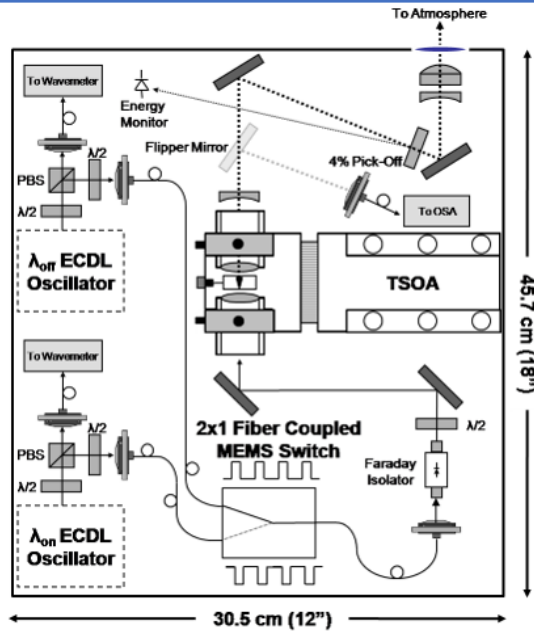 To Atmosphere
To Wavemeter
Energy
Monitor
λ/2
PBS
λ/2
Flipper Mirror
4% Pick-Off
To OSA
λoff ECDL
Oscillator
TSOA
45.7 cm (18")
To Wavemeter
λ/2
PBS
λ/2
2x1 Fiber Coupled
MEMS Switch
λ/2
Faraday
Isolator
λon ECDL
Oscillator
30.5 cm (12")